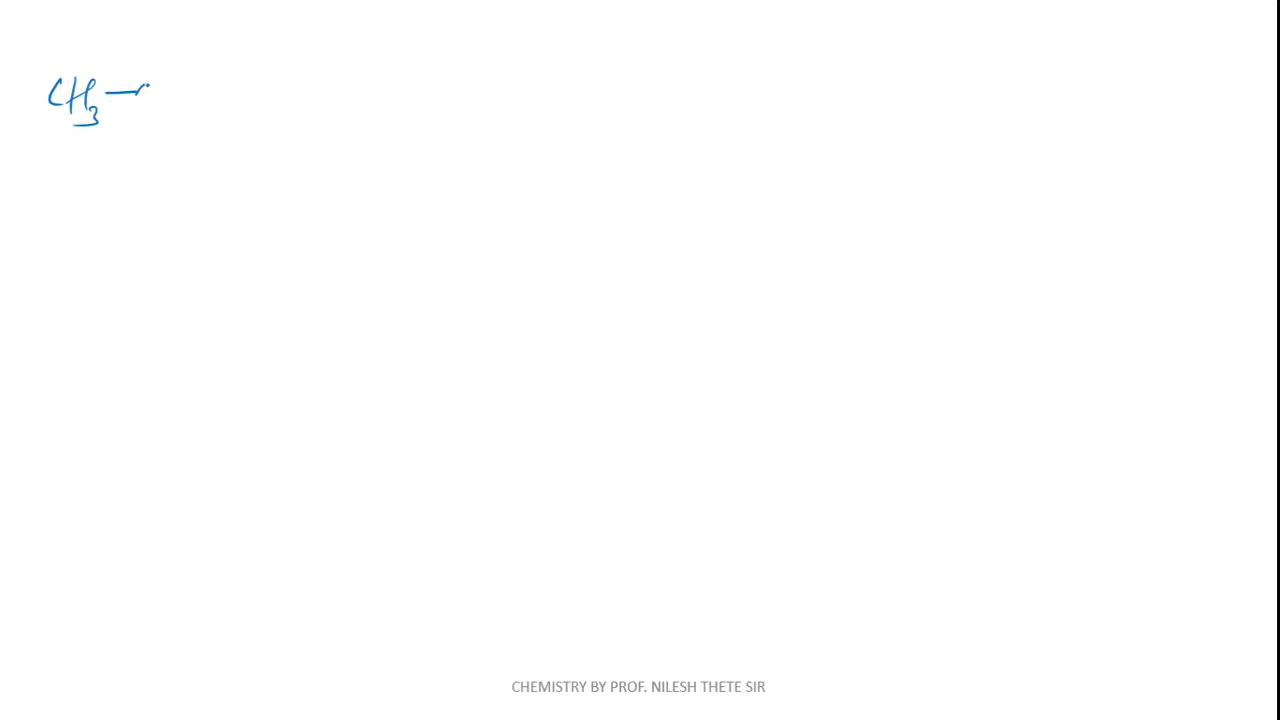 CH₃—
CHEMISTRY BY PROF. NILESH THETE SIR